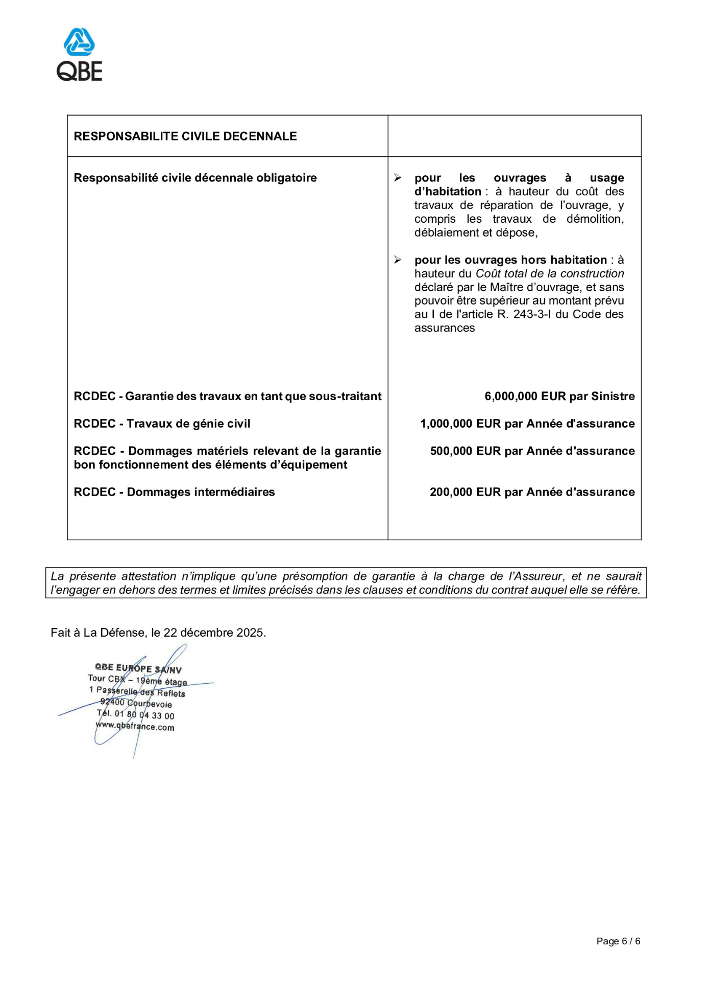 QBE
RESPONSABILITE CIVILE DECENNALE
Responsabilité civile décennale obligatoire
➢ pour les ouvrages à usage
d’habitation : à hauteur du coût des
travaux de réparation de l’ouvrage, y
compris les travaux de démolition,
déblaiement et dépose,
➢ pour les ouvrages hors habitation : à
hauteur du Coût total de la construction
déclaré par le Maître d’ouvrage, et sans
pouvoir être supérieur au montant prévu
au I de l'article R. 243-3-I du Code des
assurances
RCDEC - Garantie des travaux en tant que sous-traitant 6,000,000 EUR par Sinistre
RCDEC - Travaux de génie civil 1,000,000 EUR par Année d'assurance
RCDEC - Dommages matériels relevant de la garantie 500,000 EUR par Année d'assurance
bon fonctionnement des éléments d’équipement
RCDEC - Dommages intermédiaires 200,000 EUR par Année d'assurance
La présente attestation n’implique qu’une présomption de garantie à la charge de l’Assureur, et ne saurait
l’engager en dehors des termes et limites précisés dans les clauses et conditions du contrat auquel elle se réfère.
Fait à La Défense, le 22 décembre 2025.
QBE EUROPE SA/NV
Tour CBX – 19ème étage
1 Passerelle des Reflets
92400 Courbevoie
Tél. 01 80 04 33 00
www.qbefrance.com
Page 6 / 6